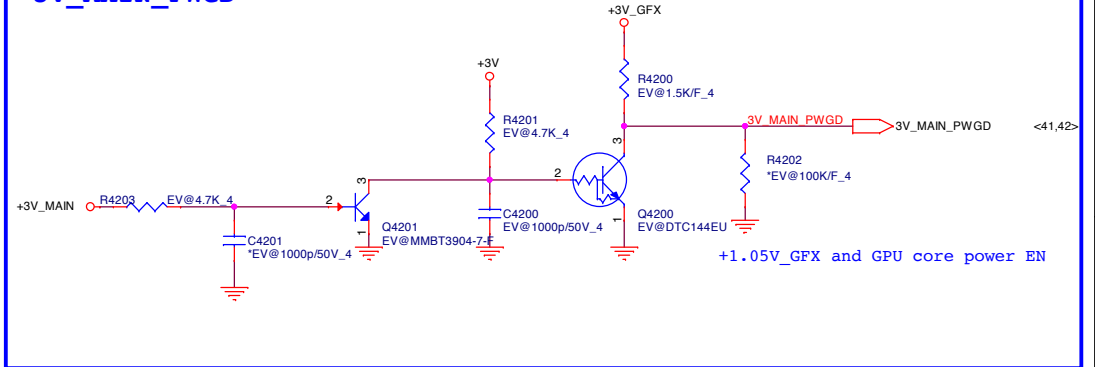 +3V_GFX
+3V
R4200
EV@1.5K/F_4
R4201
EV@4.7K_4
3
3V_MAIN_PWGD
3V_MAIN_PWGD
<41,42>
R4202
*EV@100K/F_4
3
2
+3V_MAIN
R4203
EV@4.7K_4
2
1
Q4201
EV@MMBT3904-7-F
C4200
EV@1000p/50V_4
1
Q4200
EV@DTC144EU
C4201
*EV@1000p/50V_4
+1.05V_GFX and GPU core power EN